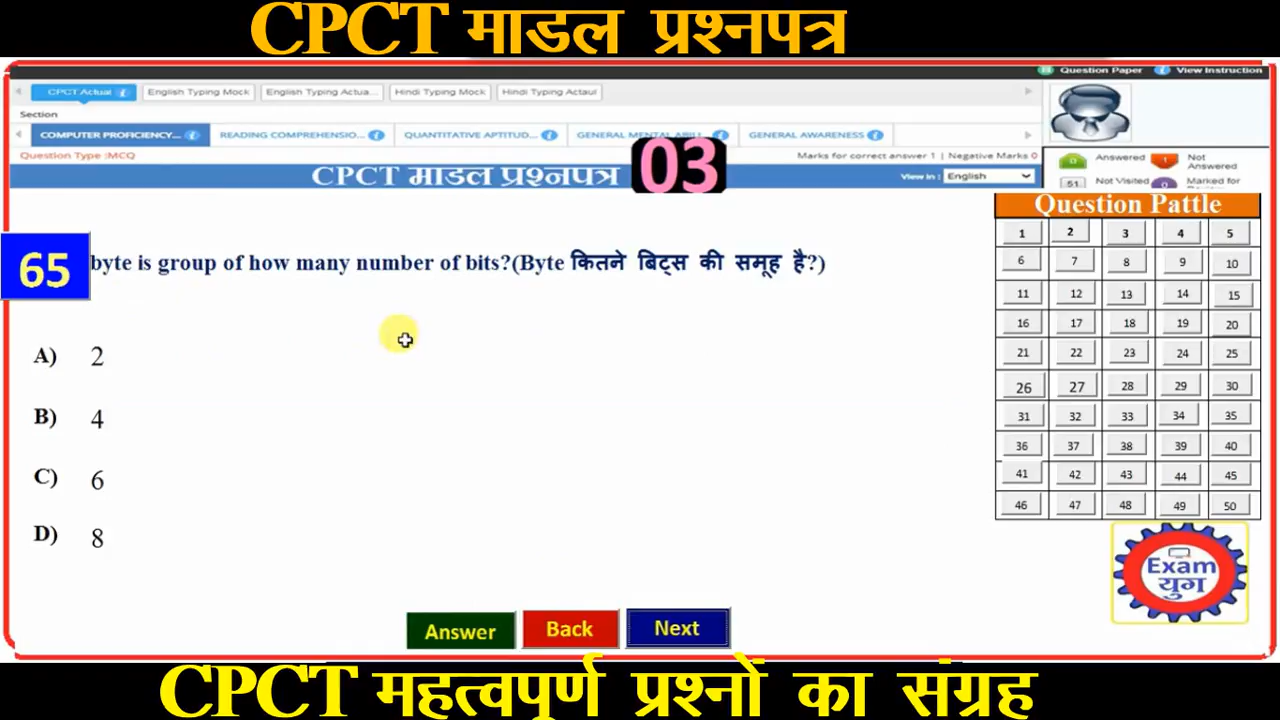 CPCT माडल प्रश्नपत्र
Question Paper View Instruction
CPCT Actual English Typing Mock English Typing Actua... Hindi Typing Mock Hindi Typing Actaul
Section
COMPUTER PROFICIENCY... READING COMPREHENSIO... QUANTITATIVE APTITUD... GENERAL MENTAL ABILI... GENERAL AWARENESS
Question Type :MCQ
Marks for correct answer 1 | Negative Marks 0
CPCT माडल प्रश्नपत्र 03
View in : English
0 Answered 1 Not Answered
51 Not Visited 0 Marked for
Question Pattle
1 2 3 4 5
6 7 8 9 10
11 12 13 14 15
16 17 18 19 20
21 22 23 24 25
26 27 28 29 30
31 32 33 34 35
36 37 38 39 40
41 42 43 44 45
46 47 48 49 50
65 byte is group of how many number of bits?(Byte कितने बिट्स की समूह है?)
A) 2
B) 4
C) 6
D) 8
Exam
युग
Answer Back Next
CPCT महत्वपूर्ण प्रश्नों का संग्रह